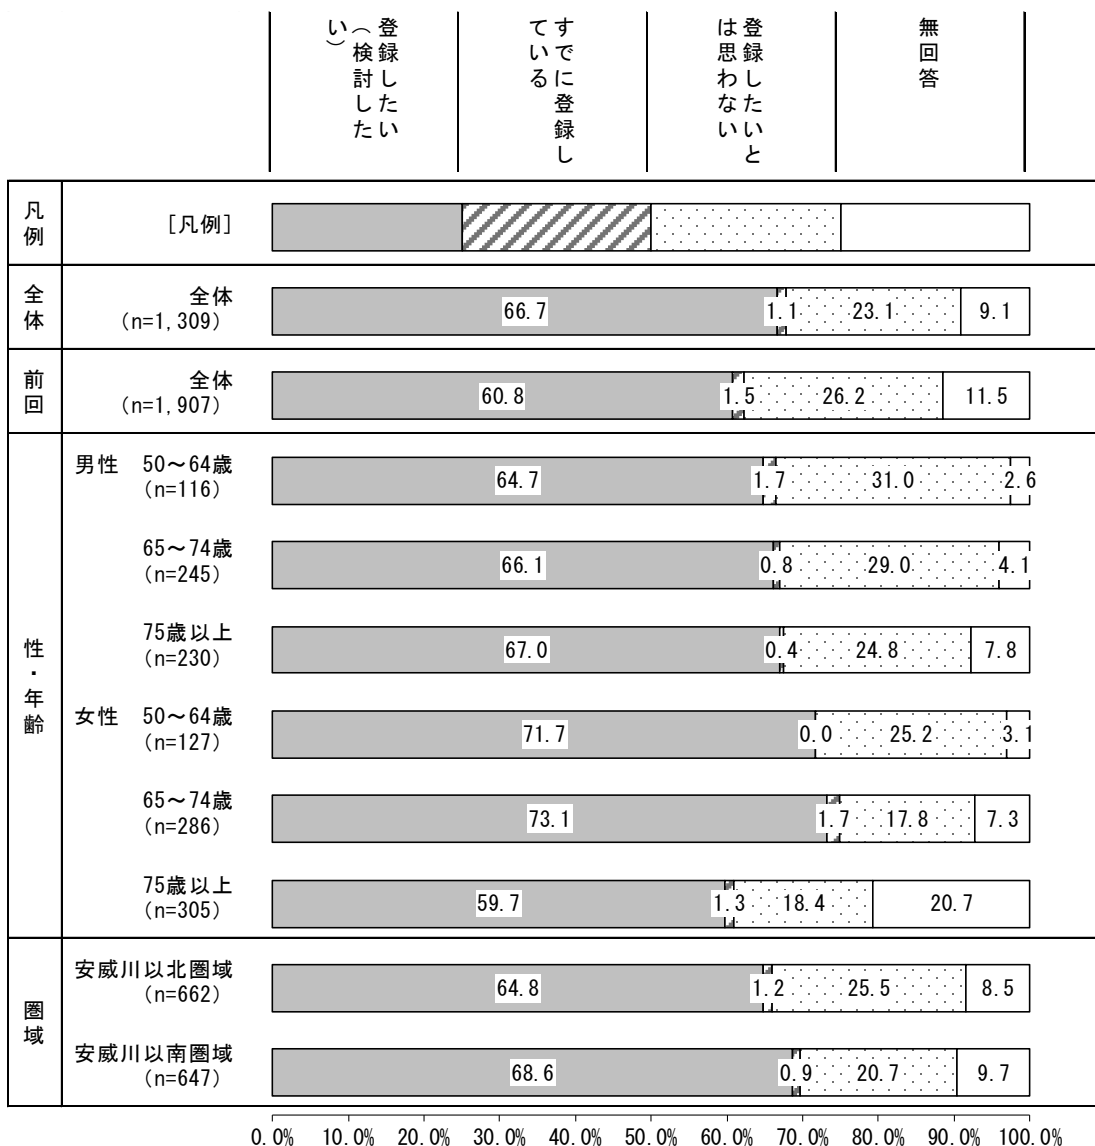 登録したい
（検討した
い）
すでに登録し
ている
登録したいと
は思わない
無回答
凡例
[凡例]
全体
全体
(n=1,309)
66.7 1.1 23.1 9.1
前回
全体
(n=1,907)
60.8 1.5 26.2 11.5
性・年齢
男性 50～64歳
(n=116)
64.7 1.7 31.0 2.6
65～74歳
(n=245)
66.1 0.8 29.0 4.1
75歳以上
(n=230)
67.0 0.4 24.8 7.8
女性 50～64歳
(n=127)
71.7 0.0 25.2 3.1
65～74歳
(n=286)
73.1 1.7 17.8 7.3
75歳以上
(n=305)
59.7 1.3 18.4 20.7
圏域
安威川以北圏域
(n=662)
64.8 1.2 25.5 8.5
安威川以南圏域
(n=647)
68.6 0.9 20.7 9.7
0.0% 10.0% 20.0% 30.0% 40.0% 50.0% 60.0% 70.0% 80.0% 90.0% 100.0%